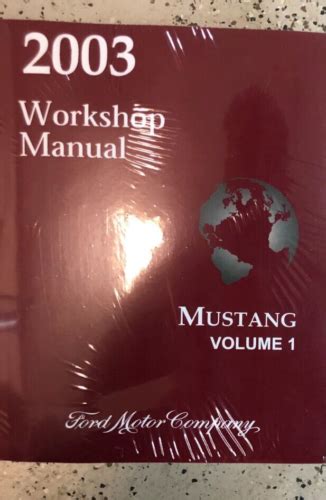 2003
Workshop
Manual
MUSTANG
VOLUME 1
Ford Motor Company